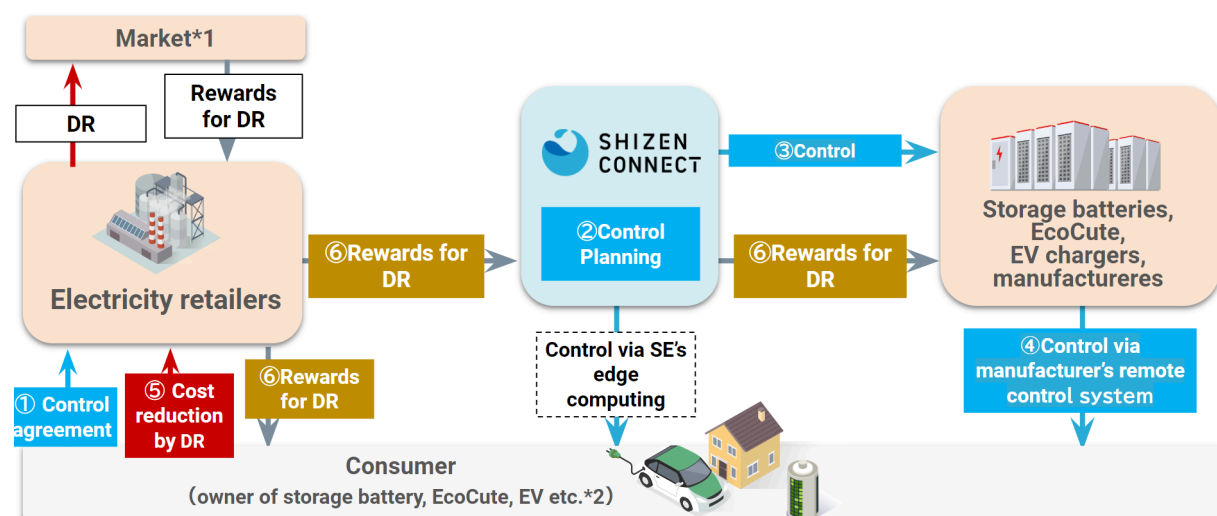 Market*1
DR
Rewards
for DR
Electricity retailers
⑥Rewards for
DR
SHIZEN
CONNECT
②Control
Planning
③Control
⑥Rewards for
DR
Storage batteries,
EcoCute,
EV chargers,
manufactureres
① Control
agreement
⑤ Cost
reduction
by DR
⑥Rewards
for DR
Control via SE's
edge
computing
④Control via
manufacturer's remote
control system
Consumer
（owner of storage battery, EcoCute, EV etc.*2）